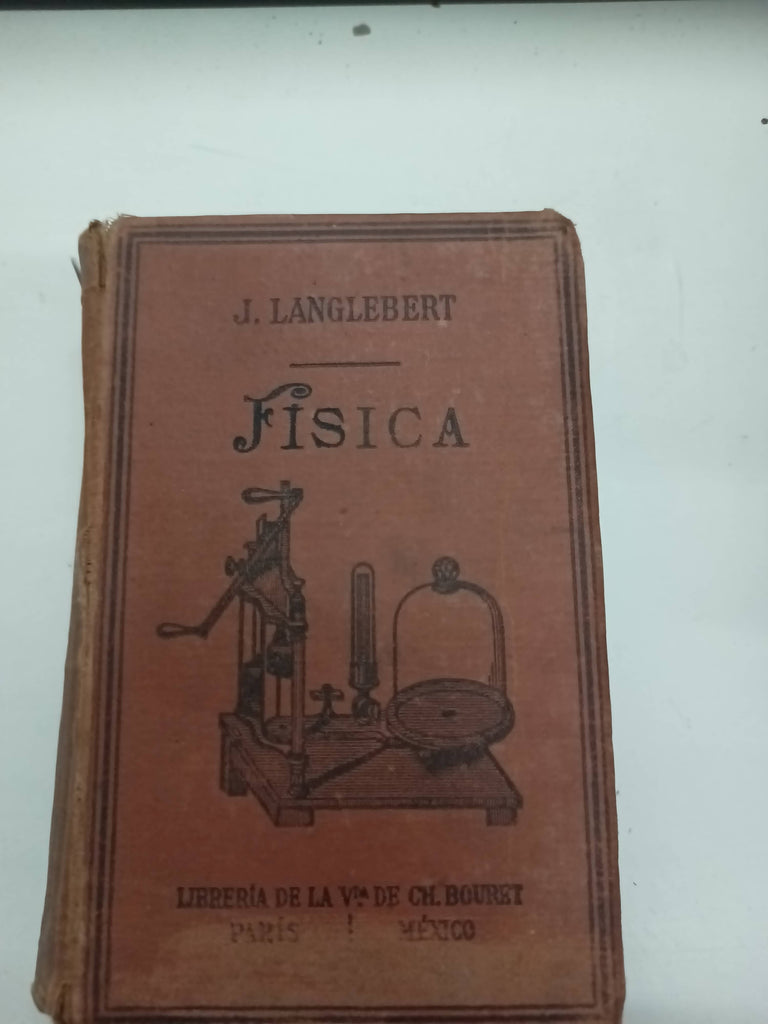 J. LANGLEBERT
FÍSICA
LIBRERÍA DE LA Vda DE CH. BOURET
PARÍS MÉXICO